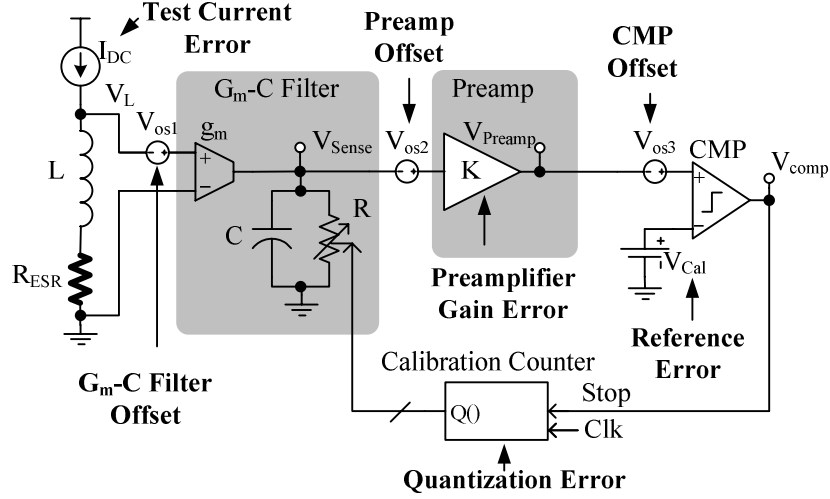 Test Current
Error
Preamp
Offset
CMP
Offset
I_DC
G_m-C Filter
Preamp
V_L
V_os1
g_m
V_Sense
V_os2
V_Preamp
V_os3
CMP
V_comp
+
−
K
+
−
L
C
R
R_ESR
+
V_Cal
Preamplifier
Gain Error
Reference
Error
G_m-C Filter
Offset
Calibration Counter
Q()
Stop
Clk
Quantization Error